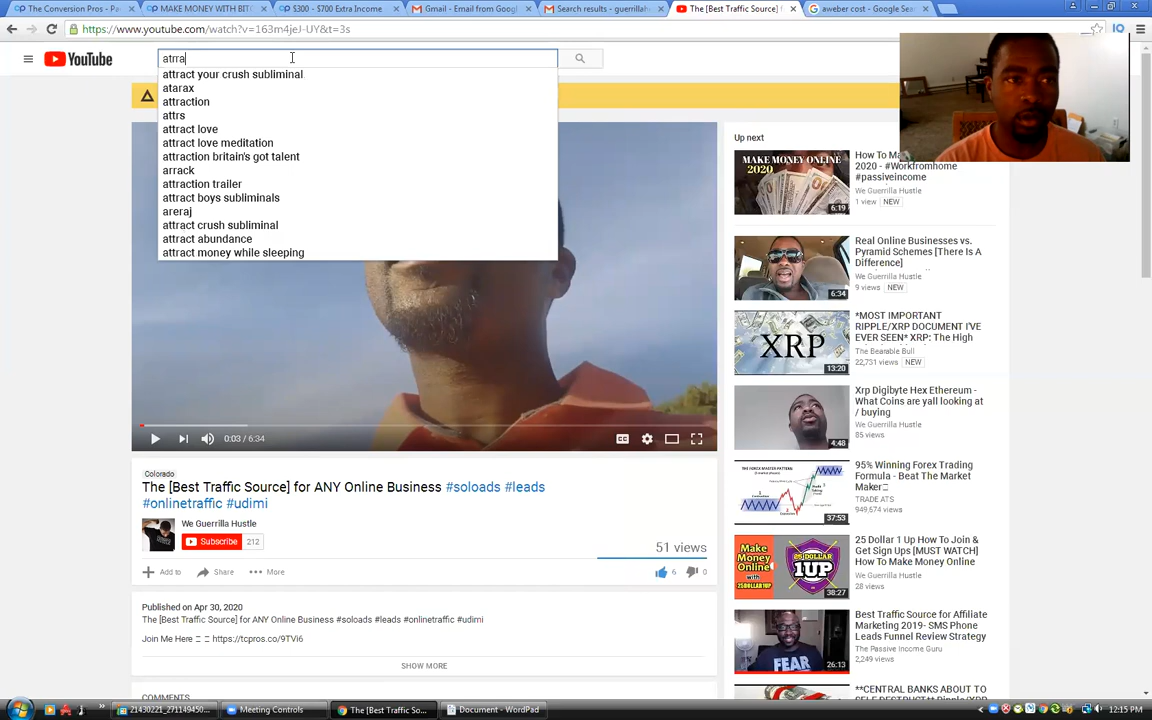 The Conversion Pros - Pa
MAKE MONEY WITH BITC
$300 - $700 Extra Income
Gmail - Email from Goog
Search results - guerrillah
[Best Traffic Source] f
aweber cost - Google Sea
https://www.youtube.com/watch?v=163m4jeJ-UY&t=3s
YouTube
atrra
attract your crush subliminal
atarax
attraction
attrs
attract love
attract love meditation
attraction britain's got talent
arrack
attraction trailer
attract boys subliminals
areraj
attract crush subliminal
attract abundance
attract money while sleeping
0:03 / 6:34
CC
Colorado
The [Best Traffic Source] for ANY Online Business #soloads #leads
#onlinetraffic #udimi
We Guerrilla Hustle
Subscribe 212
51 views
Add to Share More
6 0
Published on Apr 30, 2020
The [Best Traffic Source] for ANY Online Business #soloads #leads #onlinetraffic #udimi
Join Me Here https://tcpros.co/9TVi6
SHOW MORE
COMMENTS
Up next
MAKE MONEY ONLINE
2020
6:19
How To Ma
2020 - #Workfromhome
#passiveincome
We Guerrilla Hustle
1 view NEW
6:34
Real Online Businesses vs.
Pyramid Schemes [There Is A
Difference]
We Guerrilla Hustle
9 views NEW
XRP
13:20
*MOST IMPORTANT
RIPPLE/XRP DOCUMENT I'VE
EVER SEEN* XRP: The High
The Bearable Bull
22,731 views NEW
4:48
Xrp Digibyte Hex Ethereum -
What Coins are yall looking at
/ buying
We Guerrilla Hustle
85 views
THE FOREX MASTER PATTERN
37:53
95% Winning Forex Trading
Formula - Beat The Market
Maker
TRADE ATS
949,674 views
Make
Money
Online
with
25DOLLAR1UP
$25 DOLLAR
1UP
38:27
25 Dollar 1 Up How To Join &
Get Sign Ups [MUST WATCH]
How To Make Money Online
We Guerrilla Hustle
28 views
FEAR
26:13
Best Traffic Source for Affiliate
Marketing 2019- SMS Phone
Leads Funnel Review Strategy
The Passive Income Guru
2,249 views
**CENTRAL BANKS ABOUT TO
21430221_271149450
Meeting Controls
The [Best Traffic So...
Document - WordPad
12:15 PM